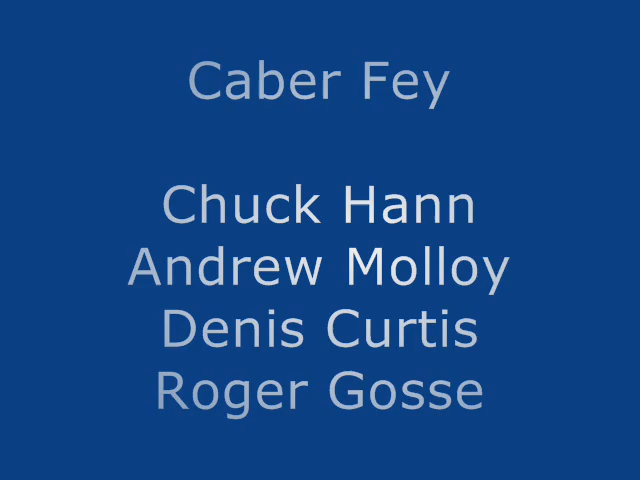 Caber Fey
Chuck Hann
Andrew Molloy
Denis Curtis
Roger Gosse